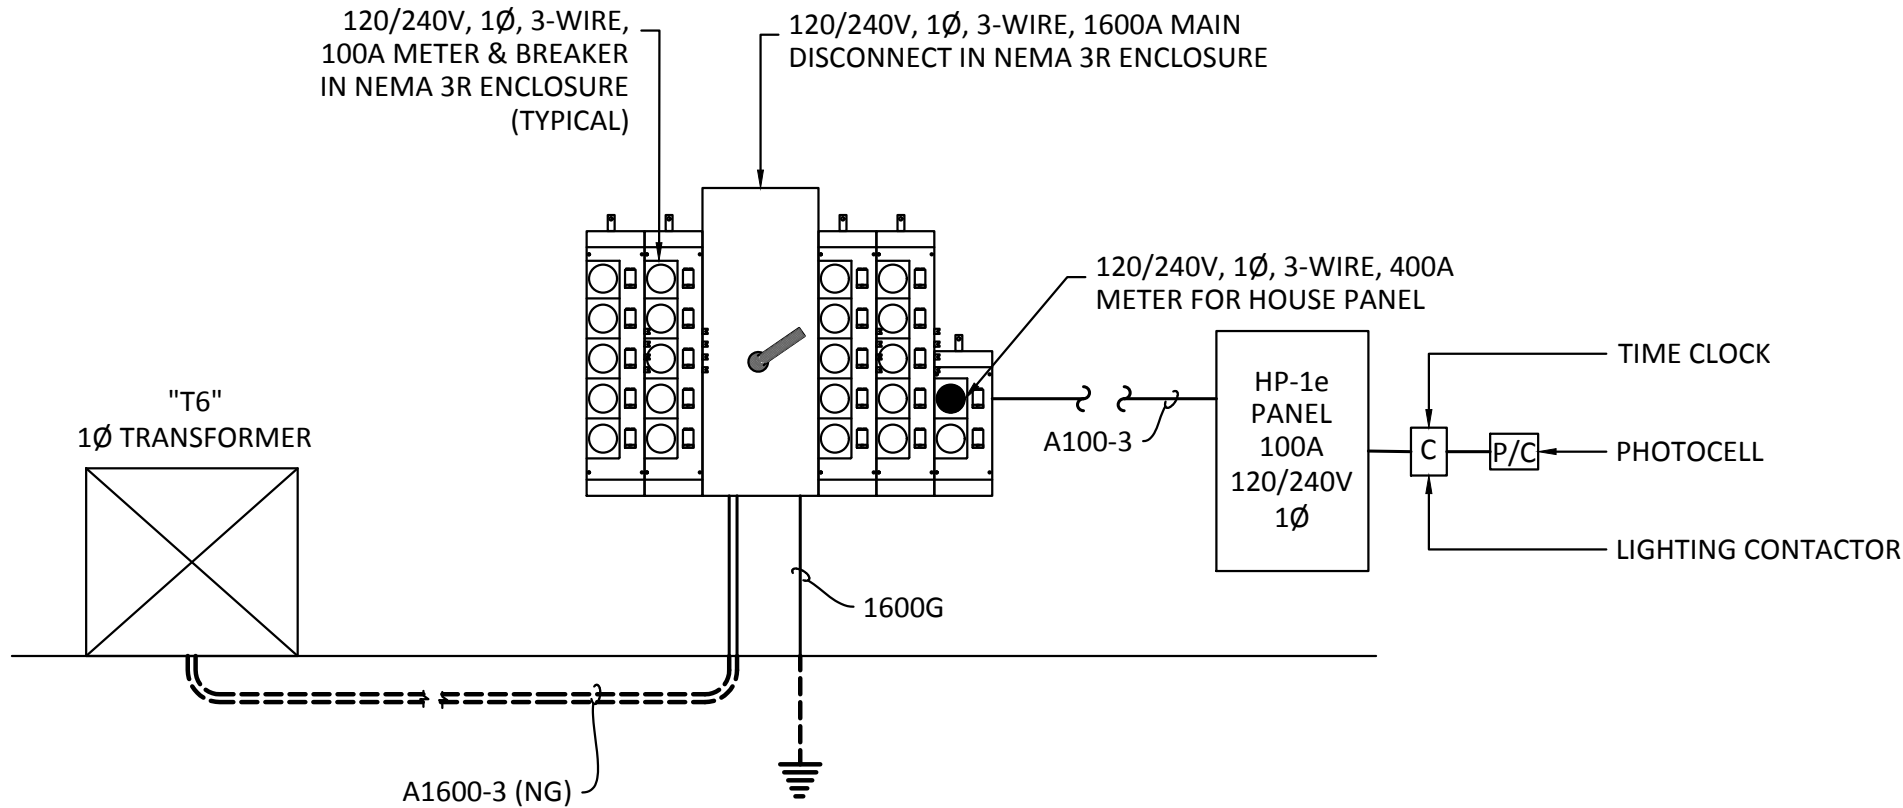 120/240V, 1Ø, 3-WIRE,
100A METER & BREAKER
IN NEMA 3R ENCLOSURE
(TYPICAL)
120/240V, 1Ø, 3-WIRE, 1600A MAIN
DISCONNECT IN NEMA 3R ENCLOSURE
120/240V, 1Ø, 3-WIRE, 400A
METER FOR HOUSE PANEL
"T6"
1Ø TRANSFORMER
A100-3
HP-1e
PANEL
100A
120/240V
1Ø
C
P/C
TIME CLOCK
PHOTOCELL
LIGHTING CONTACTOR
1600G
A1600-3 (NG)